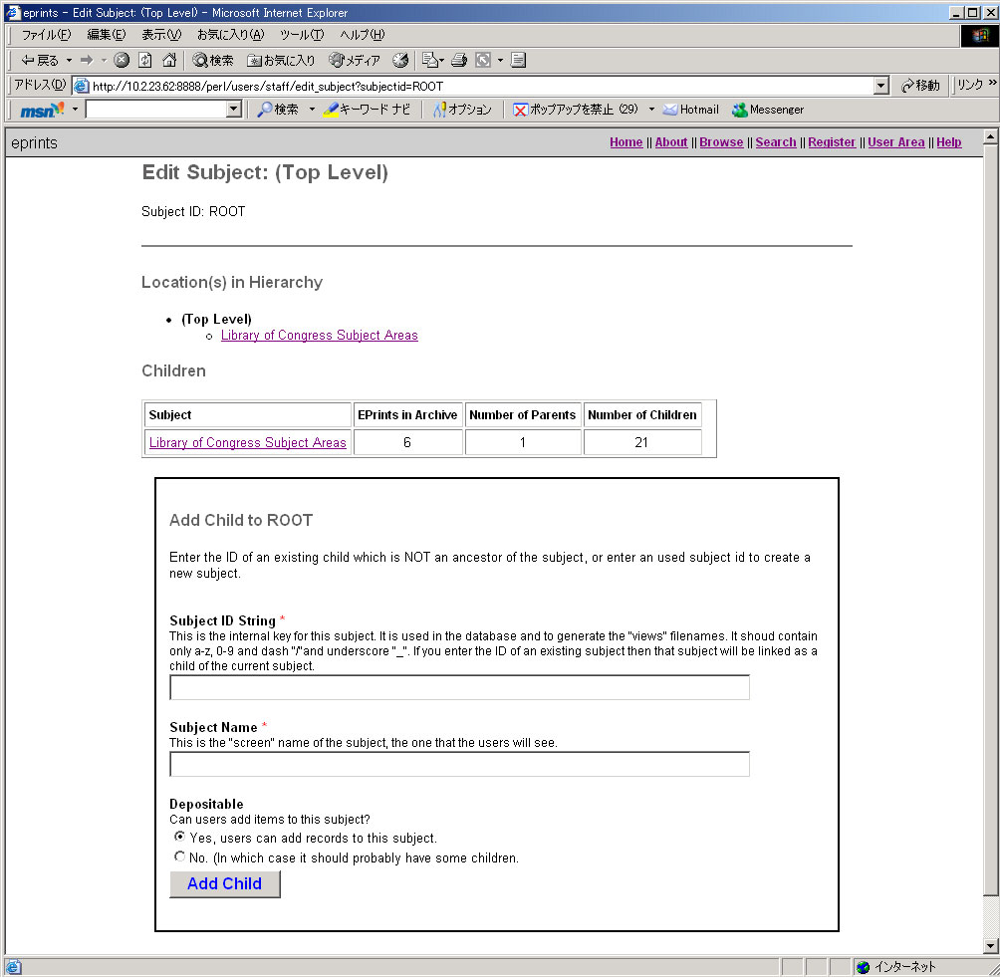 eprints - Edit Subject: (Top Level) - Microsoft Internet Explorer
ファイル(F) 編集(E) 表示(V) お気に入り(A) ツール(T) ヘルプ(H)
戻る 検索 お気に入り メディア
アドレス(D) http://10.2.23.62:8888/perl/users/staff/edit_subject?subjectid=ROOT 移動 リンク »
msn 検索 キーワード ナビ オプション ポップアップを禁止 (29) Hotmail Messenger
eprints Home || About || Browse || Search || Register || User Area || Help
Edit Subject: (Top Level)
Subject ID: ROOT
Location(s) in Hierarchy
(Top Level)
Library of Congress Subject Areas
Children
Subject EPrints in Archive Number of Parents Number of Children
Library of Congress Subject Areas 6 1 21
Add Child to ROOT
Enter the ID of an existing child which is NOT an ancestor of the subject, or enter an used subject id to create a
new subject.
Subject ID String *
This is the internal key for this subject. It is used in the database and to generate the "views" filenames. It shoud contain
only a-z, 0-9 and dash "/"and underscore "_". If you enter the ID of an existing subject then that subject will be linked as a
child of the current subject.
Subject Name *
This is the "screen" name of the subject, the one that the users will see.
Depositable
Can users add items to this subject?
Yes, users can add records to this subject.
No. (In which case it should probably have some children.
Add Child
インターネット